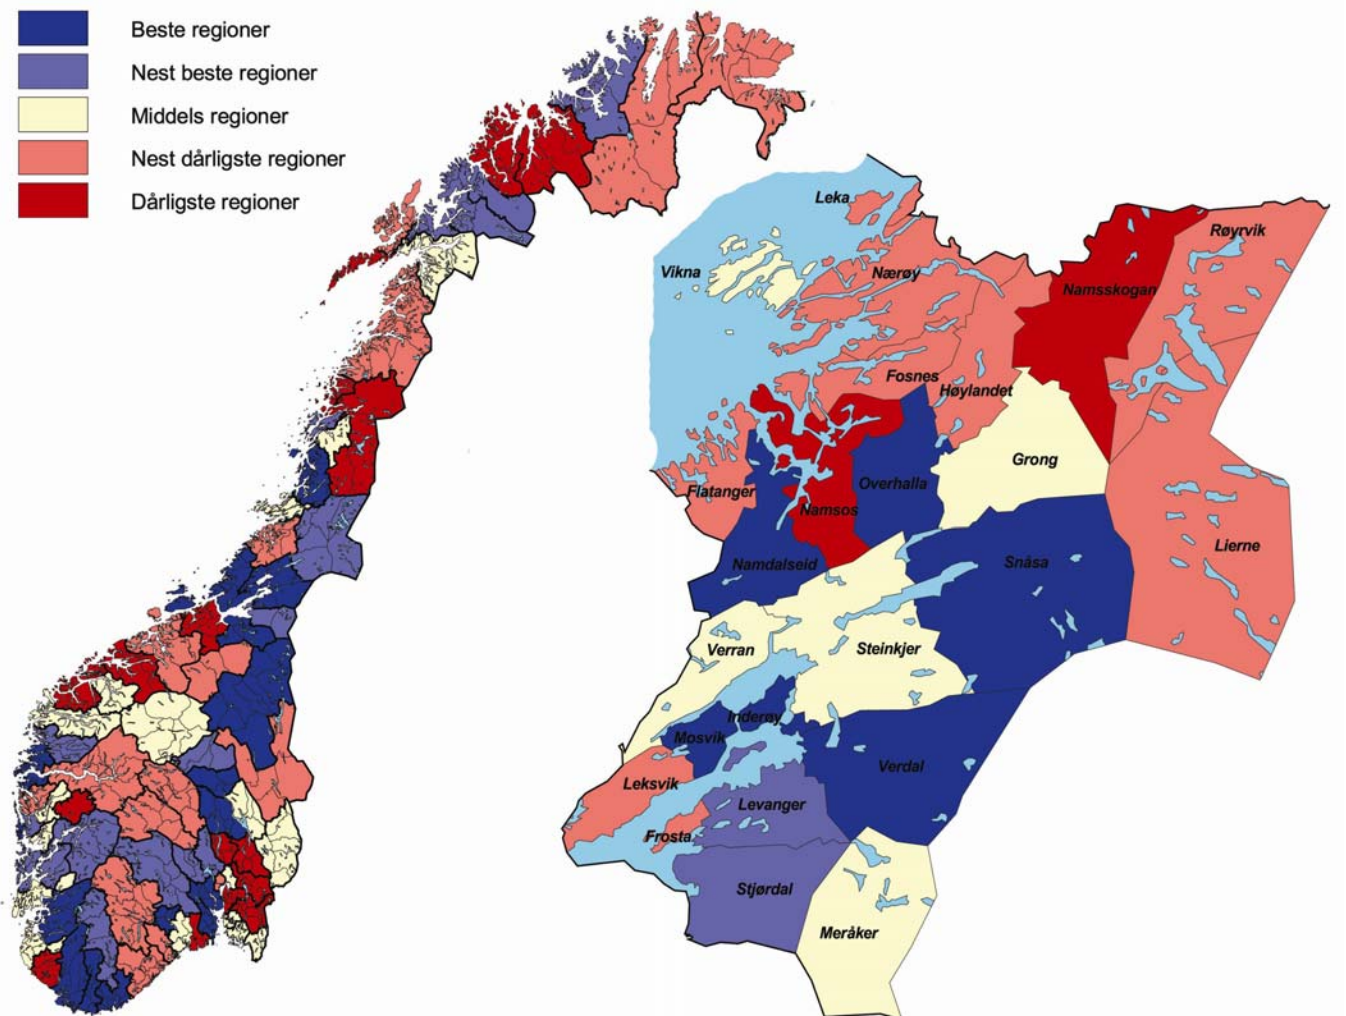 Beste regioner
Nest beste regioner
Middels regioner
Nest dårligste regioner
Dårligste regioner
Leka
Røyrvik
Vikna
Nærøy
Namsskogan
Fosnes
Høylandet
Grong
Overhalla
Flatanger
Namsos
Lierne
Namdalseid
Snåsa
Verran
Steinkjer
Inderøy
Mosvik
Verdal
Leksvik
Levanger
Frosta
Stjørdal
Meråker